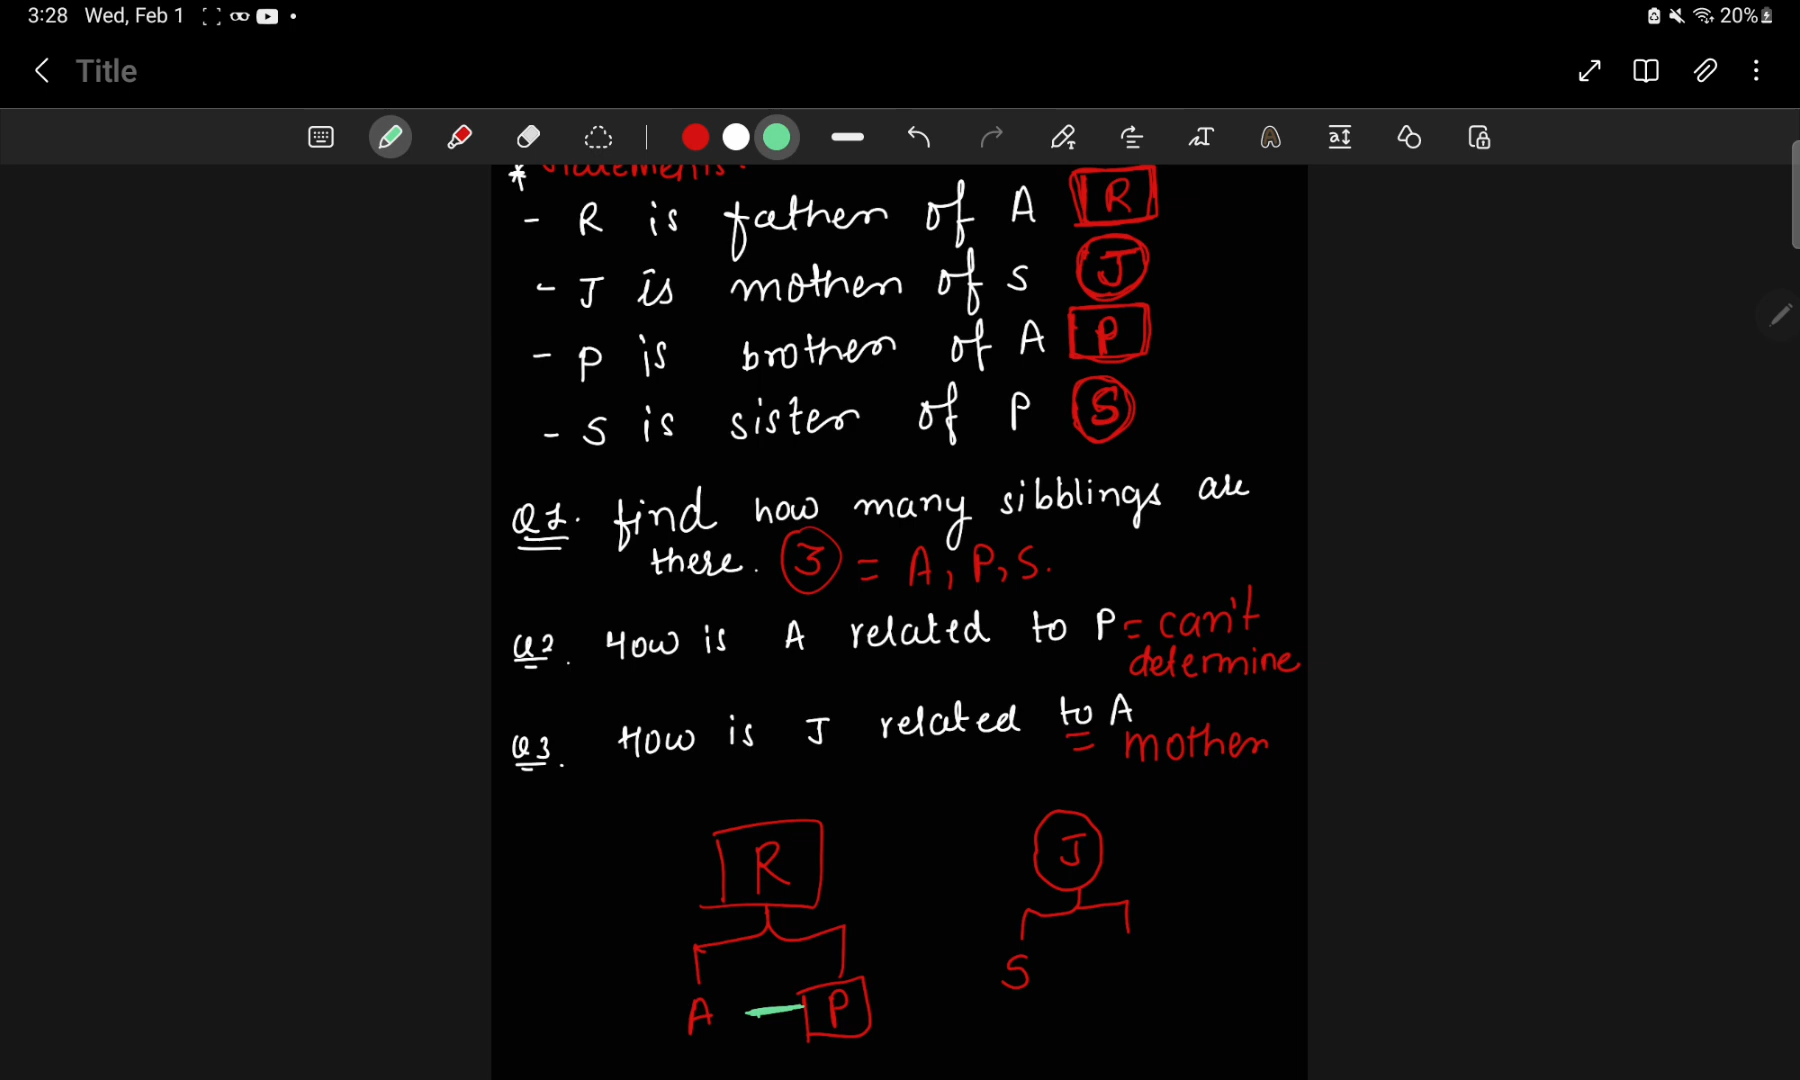 3:28 Wed, Feb 1 • 20%
Title
* Statements:
- R is father of A R
- J is mother of S J
- P is brother of A P
- S is sister of P S
Q1. find how many sibblings are
there. 3 = A, P, S.
Q2. How is A related to P = can't
determine
Q3. How is J related to A
= mother
R J
S
A — P